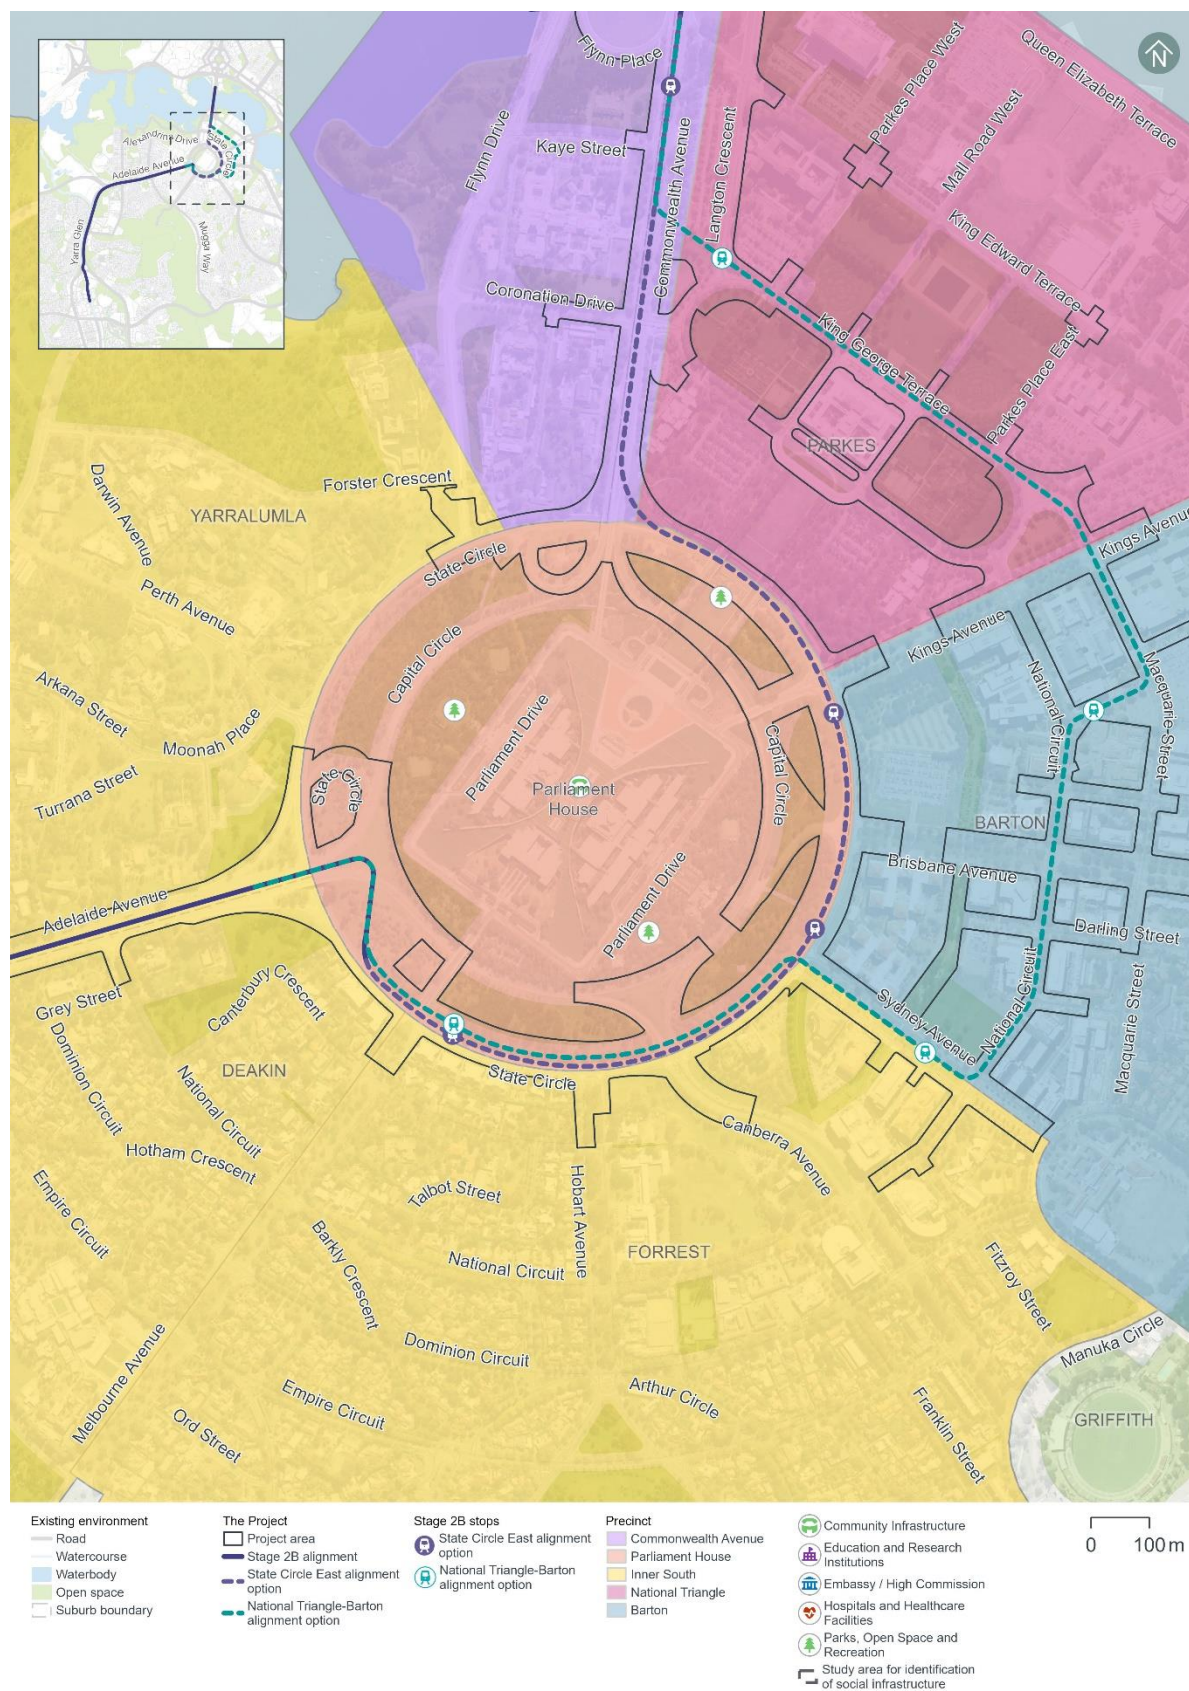 Flynn Place
Parkes Place West
Queen Elizabeth Terrace
N
Flynn Drive
Kaye Street
Commonwealth Avenue
Langton Crescent
Mall Road West
Alexandrina Drive
State Circle
Adelaide Avenue
Yarra Glen
Mugga Way
King Edward Terrace
Coronation Drive
King George Terrace
Parkes Place East
PARKES
Darwin Avenue
Forster Crescent
YARRALUMLA
Kings Avenue
State Circle
Perth Avenue
Capital Circle
Kings Avenue
National Circuit
Macquarie Street
Arkana Street
Moonah Place
Parliament Drive
Capital Circle
Turrana Street
State Circle
Parliament
House
BARTON
Brisbane Avenue
Parliament Drive
Adelaide Avenue
Darling Street
Grey Street
Canterbury Crescent
Sydney Avenue
National Circuit
Macquarie Street
Dominion Circuit
DEAKIN
National Circuit
State Circle
Canberra Avenue
Hotham Crescent
Empire Circuit
Talbot Street
Hobart Avenue
Barkly Crescent
National Circuit
FORREST
Fitzroy Street
Dominion Circuit
Manuka Circle
Melbourne Avenue
Empire Circuit
Arthur Circle
Ord Street
Franklin Street
GRIFFITH
Existing environment
Road
Watercourse
Waterbody
Open space
Suburb boundary
The Project
Project area
Stage 2B alignment
State Circle East alignment
option
National Triangle-Barton
alignment option
Stage 2B stops
State Circle East alignment
option
National Triangle-Barton
alignment option
Precinct
Commonwealth Avenue
Parliament House
Inner South
National Triangle
Barton
Community Infrastructure
Education and Research
Institutions
Embassy / High Commission
Hospitals and Healthcare
Facilities
Parks, Open Space and
Recreation
Study area for identification
of social infrastructure
0 100 m